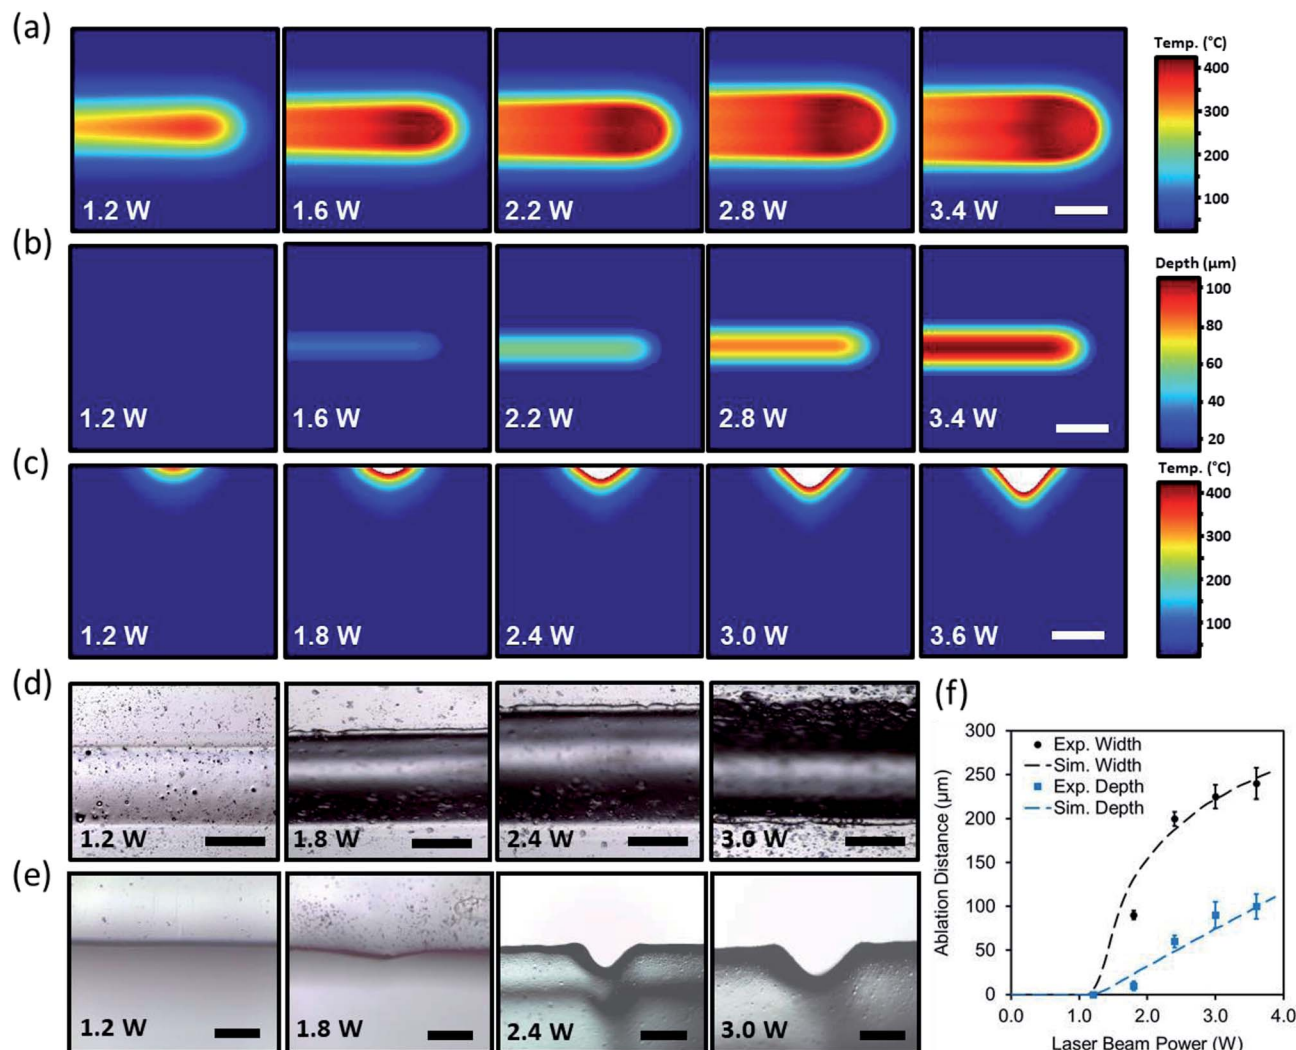 (a)
Temp. (°C)
400
300
200
100
1.2 W
1.6 W
2.2 W
2.8 W
3.4 W
(b)
Depth (µm)
100
80
60
40
20
1.2 W
1.6 W
2.2 W
2.8 W
3.4 W
(c)
Temp. (°C)
400
300
200
100
1.2 W
1.8 W
2.4 W
3.0 W
3.6 W
(d)
1.2 W
1.8 W
2.4 W
3.0 W
(e)
1.2 W
1.8 W
2.4 W
3.0 W
(f)
Ablation Distance (µm)
300
250
200
150
100
50
0
Exp. Width
Sim. Width
Exp. Depth
Sim. Depth
0.0
1.0
2.0
3.0
4.0
Laser Beam Power (W)